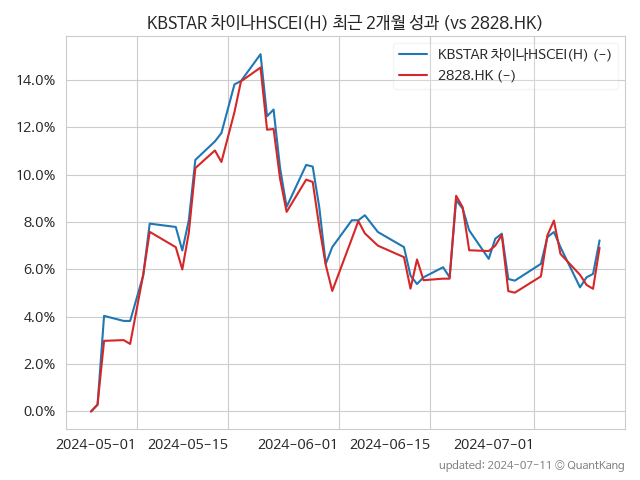 KBSTAR 차이나HSCEI(H) 최근 2개월 성과 (vs 2828.HK)
KBSTAR 차이나HSCEI(H) (-)
2828.HK (-)
14.0%
12.0%
10.0%
8.0%
6.0%
4.0%
2.0%
0.0%
2024-05-01 2024-05-15 2024-06-01 2024-06-15 2024-07-01
updated: 2024-07-11 © QuantKang